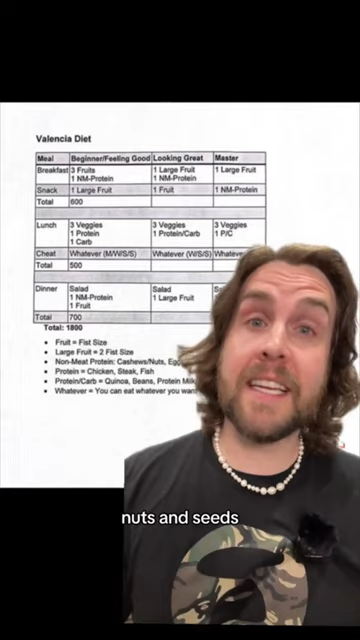 Valencia Diet
Meal Beginner/Feeling Good Looking Great Master
Breakfast 3 Fruits 1 Large Fruit 1 Large Fruit
1 NM-Protein 1 NM-Protein
Snack 1 Large Fruit 1 Fruit 1 NM-Protein
Total 600
Lunch 3 Veggies 3 Veggies 3 Veggies
1 Protein 1 Protein/Carb 1 P/C
1 Carb
Cheat Whatever (M/W/S/S) Whatever (W/S/S) Whatever
Total 500
Dinner Salad Salad
1 NM-Protein 1 Large Fruit
1 Fruit
Total 700
Total: 1800
• Fruit = Fist Size
• Large Fruit = 2 Fist Size
• Non-Meat Protein: Cashews/Nuts,
• Protein = Chicken, Steak, Fish
• Protein/Carb = Quinoa, Beans, Protein Milk
• Whatever = You can eat whatever you
nuts and seeds